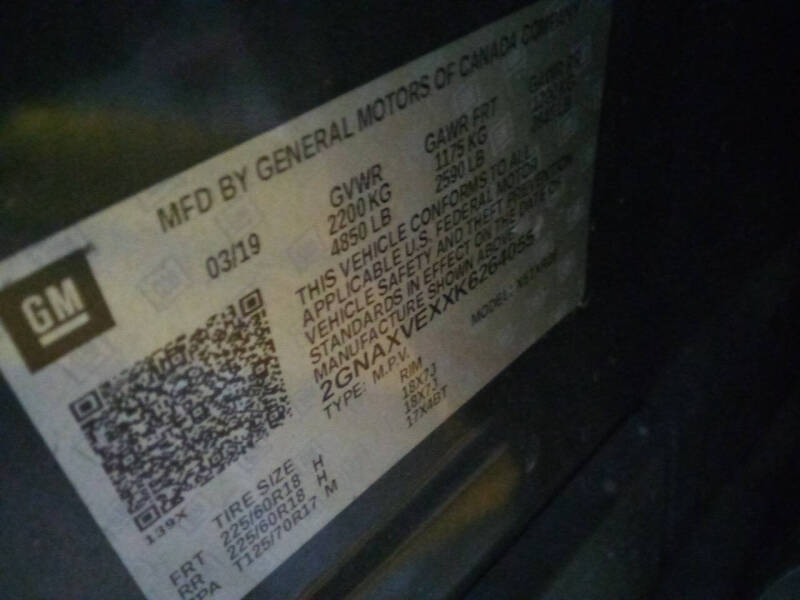 MFD BY GENERAL MOTORS OF CANADA COMPANY
GM
03/19
GVWR
2200 KG
4850 LB
GAWR FRT
1175 KG
2590 LB
GAWR RR
THIS VEHICLE CONFORMS TO ALL
APPLICABLE U.S. FEDERAL MOTOR
VEHICLE SAFETY AND THEFT PREVENTION
STANDARDS IN EFFECT ON THE DATE OF
MANUFACTURE SHOWN ABOVE.
2GNAXVEXXK6264055
TYPE: M.P.V.
MODEL:
139X
TIRE SIZE RIM
FRT 225/60R18 H 18X7J
RR 225/60R18 H 18X7J
SPA T125/70R17 M 17X4BT